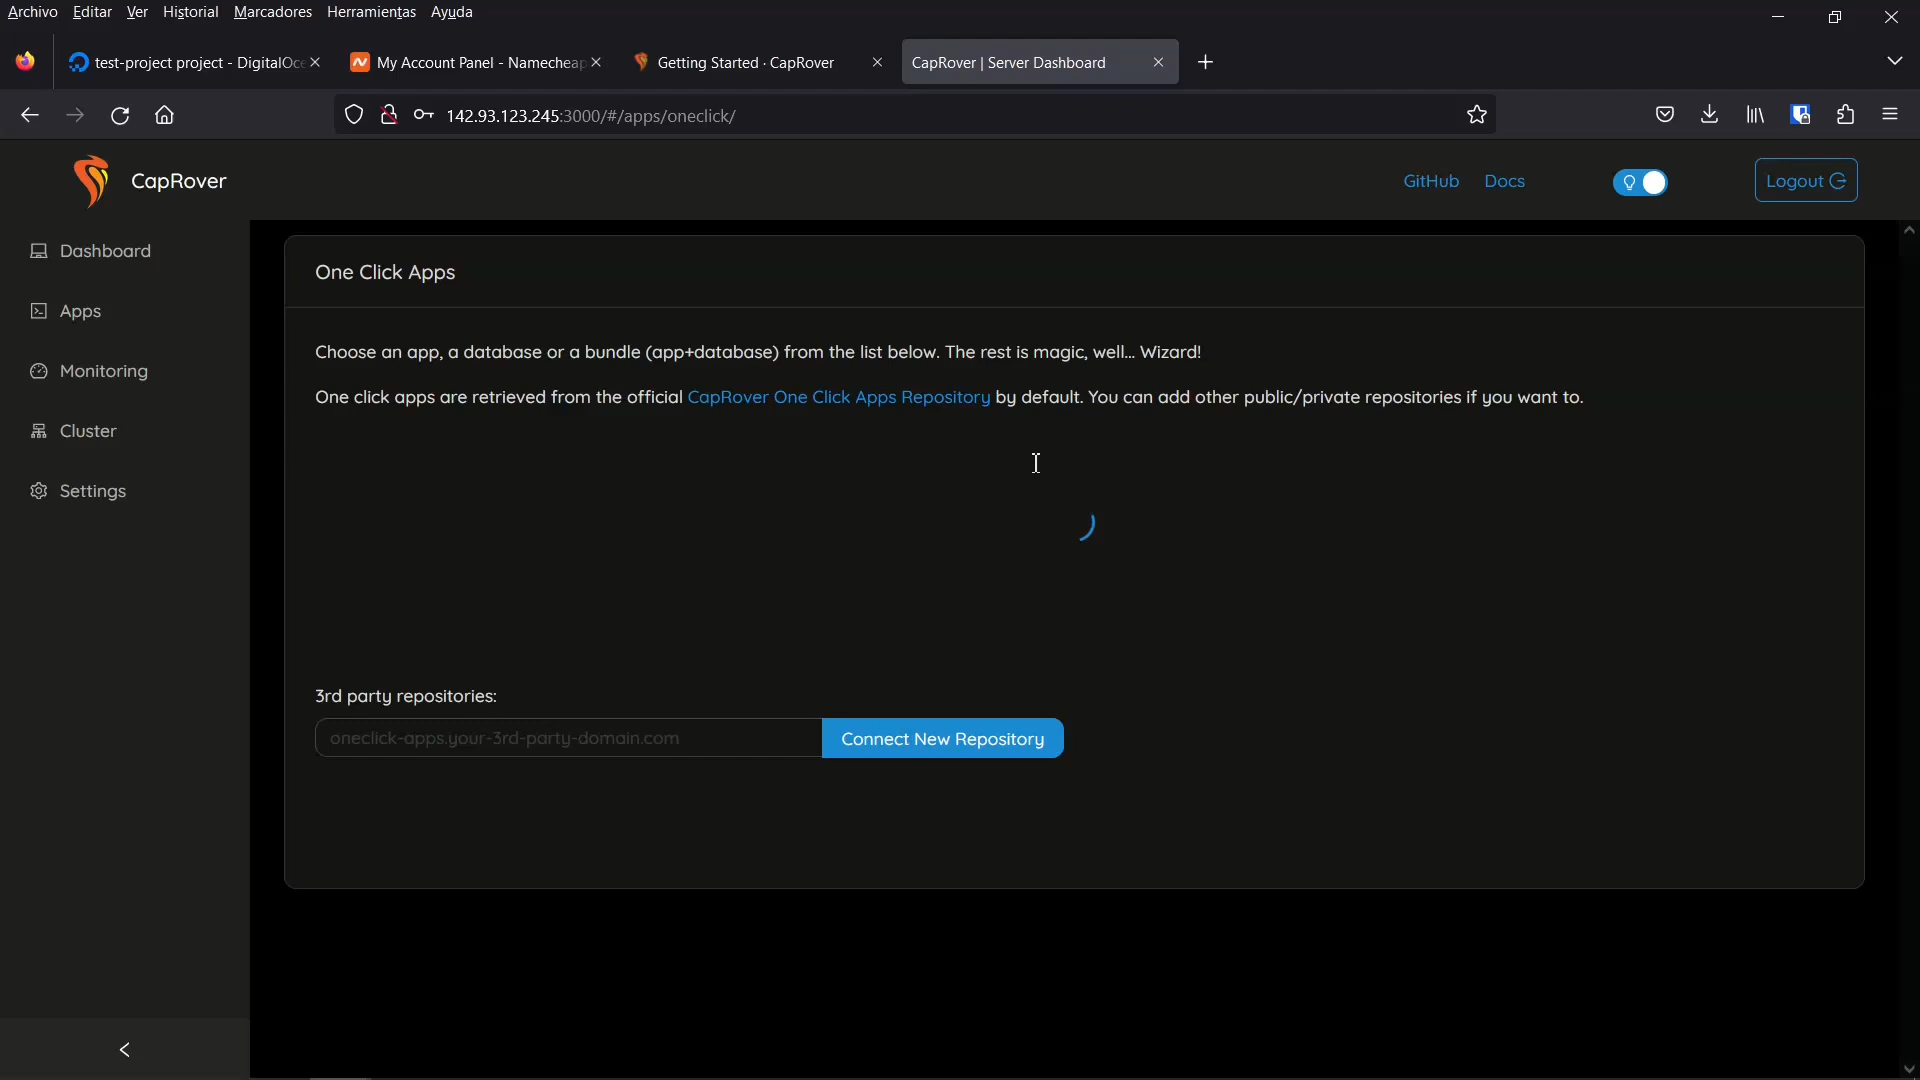 Archivo Editar Ver Historial Marcadores Herramientas Ayuda
test-project project - DigitalOce
My Account Panel - Namecheap
Getting Started · CapRover
CapRover | Server Dashboard
142.93.123.245:3000/#/apps/oneclick/
CapRover
GitHub Docs
Logout
Dashboard
Apps
Monitoring
Cluster
Settings
One Click Apps
Choose an app, a database or a bundle (app+database) from the list below. The rest is magic, well... Wizard!
One click apps are retrieved from the official CapRover One Click Apps Repository by default. You can add other public/private repositories if you want to.
3rd party repositories:
oneclick-apps.your-3rd-party-domain.com
Connect New Repository